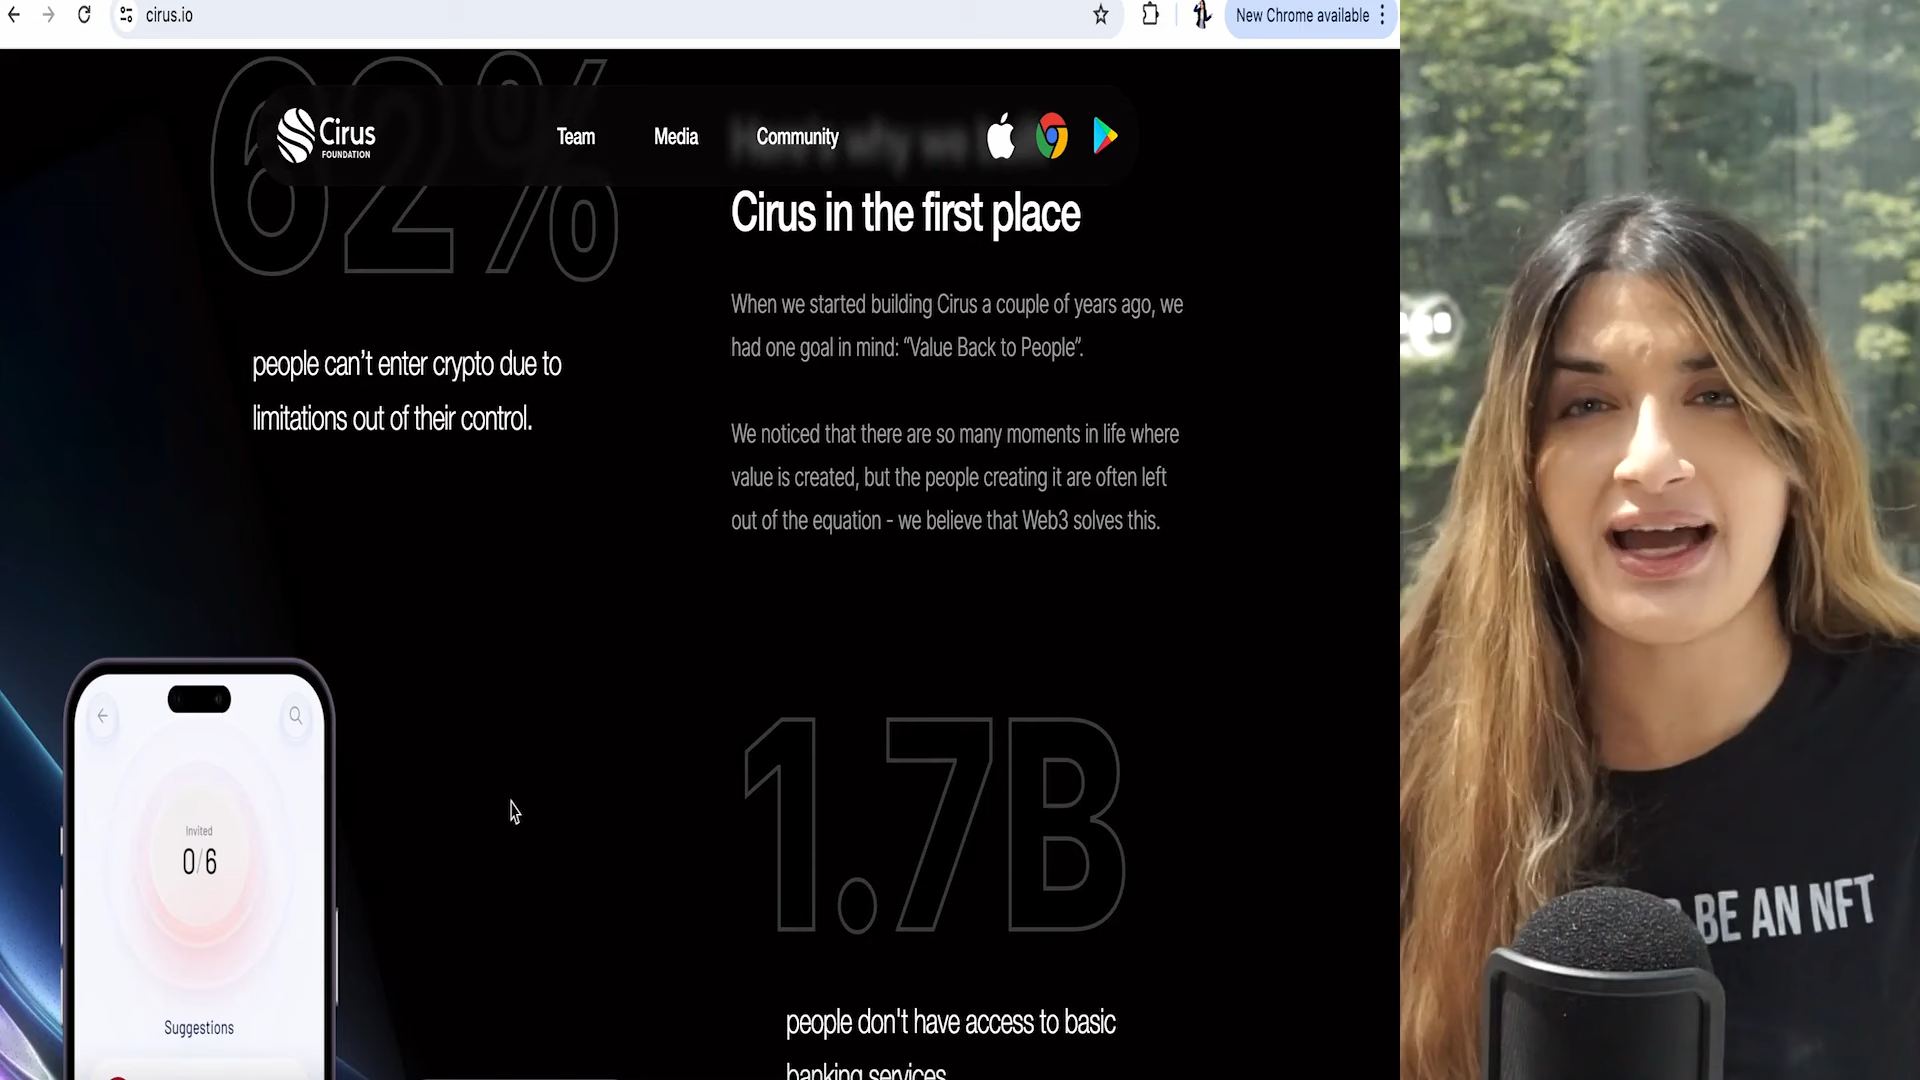 cirus.io
New Chrome available
62%
Cirus
FOUNDATION
Team
Media
Community
Cirus in the first place
When we started building Cirus a couple of years ago, we
had one goal in mind: “Value Back to People”.
people can’t enter crypto due to
limitations out of their control.
We noticed that there are so many moments in life where
value is created, but the people creating it are often left
out of the equation - we believe that Web3 solves this.
Invited
0/6
Suggestions
1.7B
people don't have access to basic
banking services
BE AN NFT